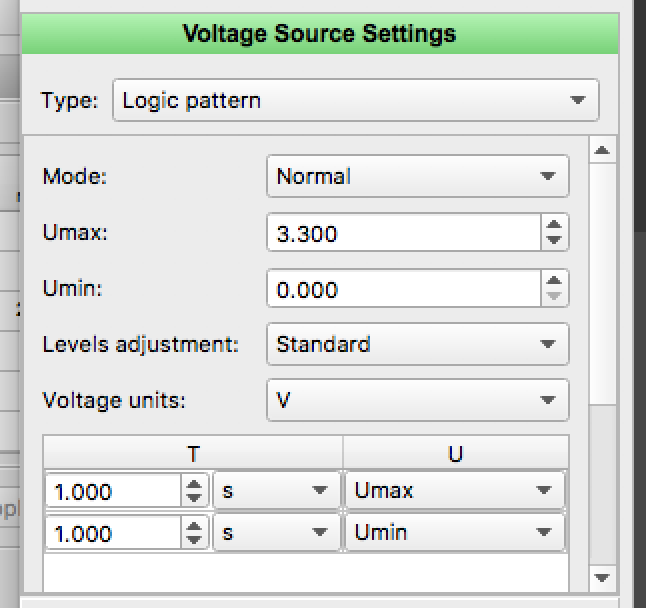 Voltage Source Settings
Type: Logic pattern
Mode: Normal
Umax: 3.300
Umin: 0.000
Levels adjustment: Standard
Voltage units: V
T U
1.000 s Umax
1.000 s Umin